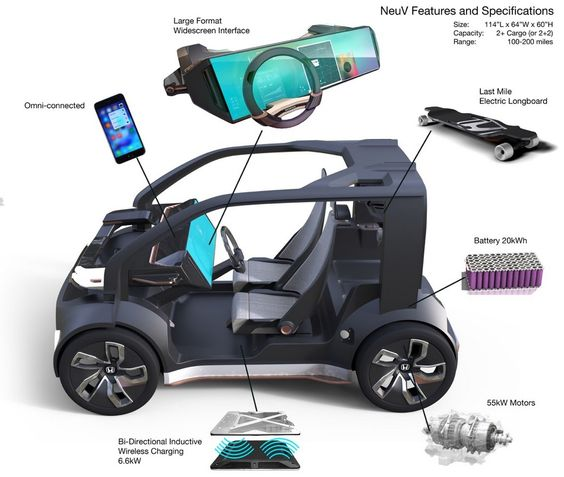 NeuV Features and Specifications
Size: 114"L x 64"W x 60"H
Capacity: 2+ Cargo (or 2+2)
Range: 100-200 miles
Large Format
Widescreen Interface
Omni-connected
Last Mile
Electric Longboard
Battery 20kWh
55kW Motors
Bi-Directional Inductive
Wireless Charging
6.6kW